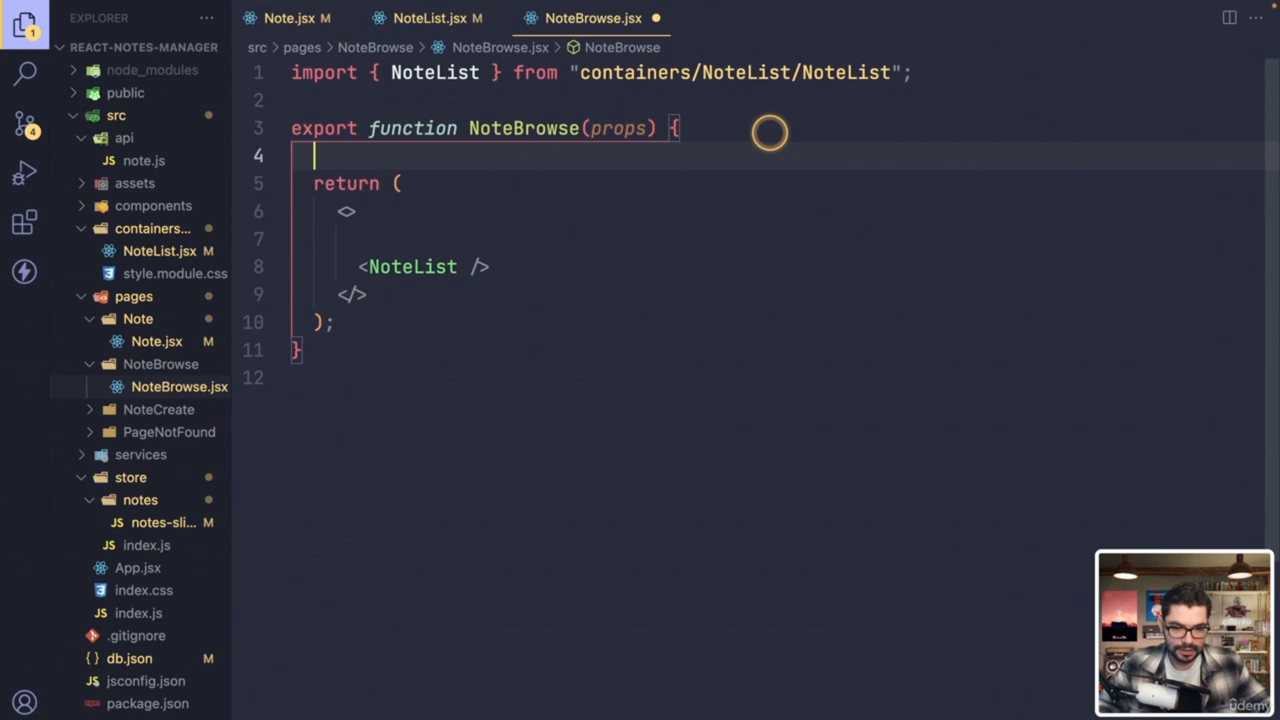 1
EXPLORER
Note.jsx M
NoteList.jsx M
NoteBrowse.jsx
REACT-NOTES-MANAGER
src > pages > NoteBrowse > NoteBrowse.jsx > NoteBrowse
node_modules
public
src
api
note.js
assets
components
containers...
NoteList.jsx M
style.module.css
pages
Note
Note.jsx M
NoteBrowse
NoteBrowse.jsx
NoteCreate
PageNotFound
services
store
notes
notes-sli... M
index.js
App.jsx
index.css
index.js
.gitignore
db.json M
jsconfig.json
package.json
4
1 import { NoteList } from "containers/NoteList/NoteList";
2
3 export function NoteBrowse(props) {
4
5 return (
6 <>
7
8 <NoteList />
9 </>
10 );
11 }
12
udemy